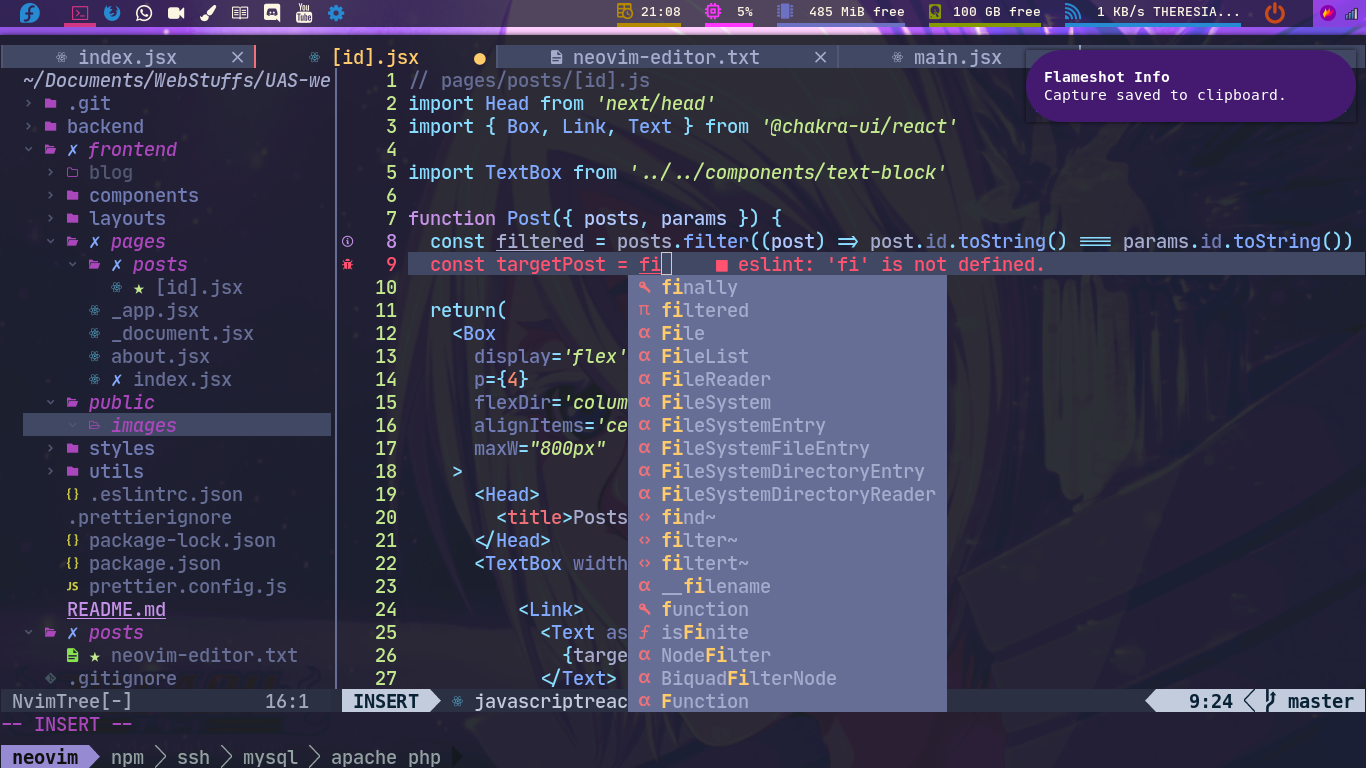 21:08 5% 485 MiB free 100 GB free 1 KB/s THERESIA...
index.jsx [id].jsx neovim-editor.txt main.jsx
Flameshot Info
Capture saved to clipboard.
~/Documents/WebStuffs/UAS-we
.git
backend
frontend
blog
components
layouts
pages
posts
[id].jsx
_app.jsx
_document.jsx
about.jsx
index.jsx
public
images
styles
utils
.eslintrc.json
.prettierignore
package-lock.json
package.json
prettier.config.js
README.md
posts
neovim-editor.txt
.gitignore
1 // pages/posts/[id].js
2 import Head from 'next/head'
3 import { Box, Link, Text } from '@chakra-ui/react'
4
5 import TextBox from '../../components/text-block'
6
7 function Post({ posts, params }) {
8 const filtered = posts.filter((post) => post.id.toString() === params.id.toString())
9 const targetPost = fi ■ eslint: 'fi' is not defined.
10
11 return(
12 <Box
13 display='flex'
14 p={4}
15 flexDir='colum
16 alignItems='ce
17 maxW="800px"
18 >
19 <Head>
20 <title>Posts
21 </Head>
22 <TextBox width
23
24 <Link>
25 <Text as
26 {targe
27 </Text>
finally
filtered
File
FileList
FileReader
FileSystem
FileSystemEntry
FileSystemFileEntry
FileSystemDirectoryEntry
FileSystemDirectoryReader
find~
filter~
filtert~
__filename
function
isFinite
NodeFilter
BiquadFilterNode
Function
NvimTree[-] 16:1 INSERT javascriptreac 9:24 master
-- INSERT --
neovim npm ssh mysql apache php